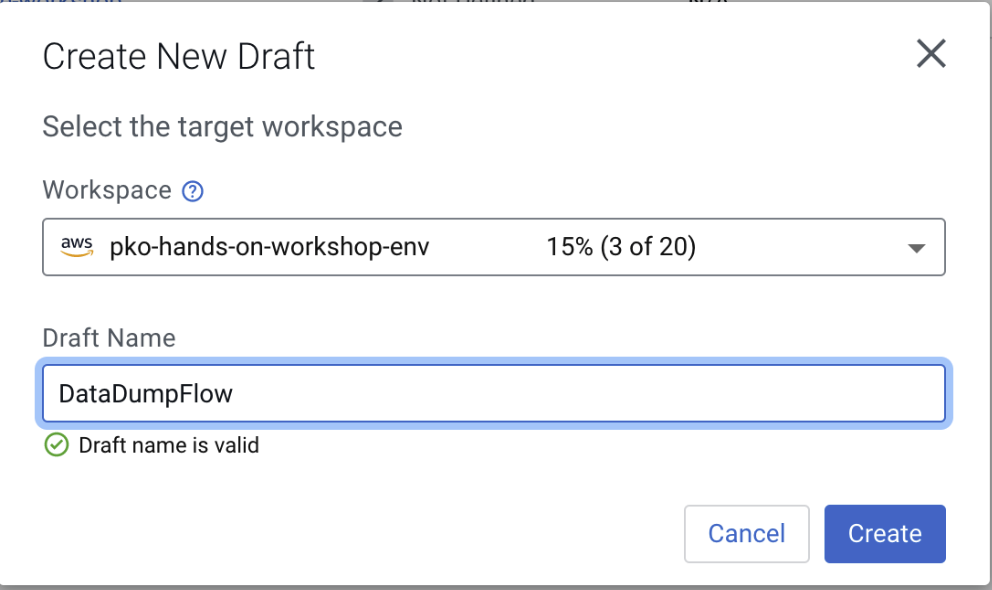 Create New Draft
Select the target workspace
Workspace ?
aws pko-hands-on-workshop-env 15% (3 of 20)
Draft Name
DataDumpFlow
Draft name is valid
Cancel Create